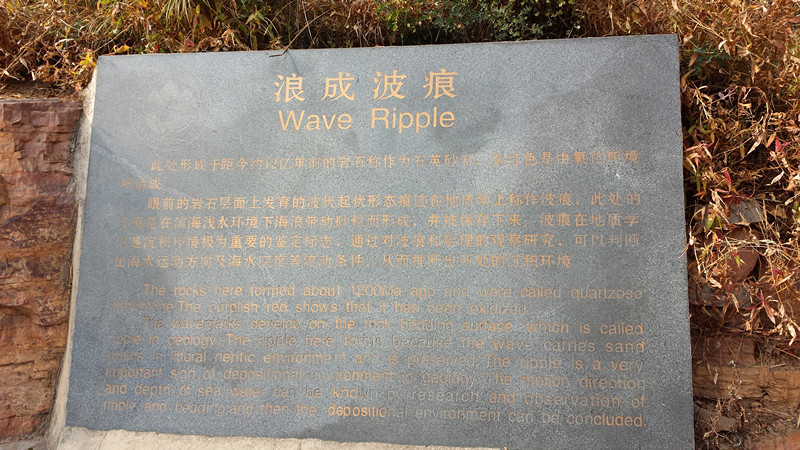 浪成波痕
Wave Ripple
此处形成于距今约12亿年前的岩石称作为石英砂岩，紫红色是由氧化环境
眼前的岩石层面上发育的波状起伏形态痕迹在地质学上称作波痕，此处的
是在滨海浅水环境下海浪带动砂粒而形成，并被保存下来。波痕在地质学
是沉积环境极为重要的鉴定标志，通过对波痕和层理的观察研究，可以判断
出海水运动方向及海水深度等流动条件，从而推断出所处的沉积环境
The rocks here formed about 1200Ma ago and were called quartzose
sandstone.The purplish red shows that it has been oxidized.
The wavemarks develop on the rock bedding surface which is called
ripple in geology. The ripple here forms because the wave carries sand
in littoral neritic environment and is preserved. The ripple is a very
important sign of depositional environment in geology. The motion direction
and depth of sea water can be known by research and observation of
ripple and bedding,and then the depositional environment can be concluded.